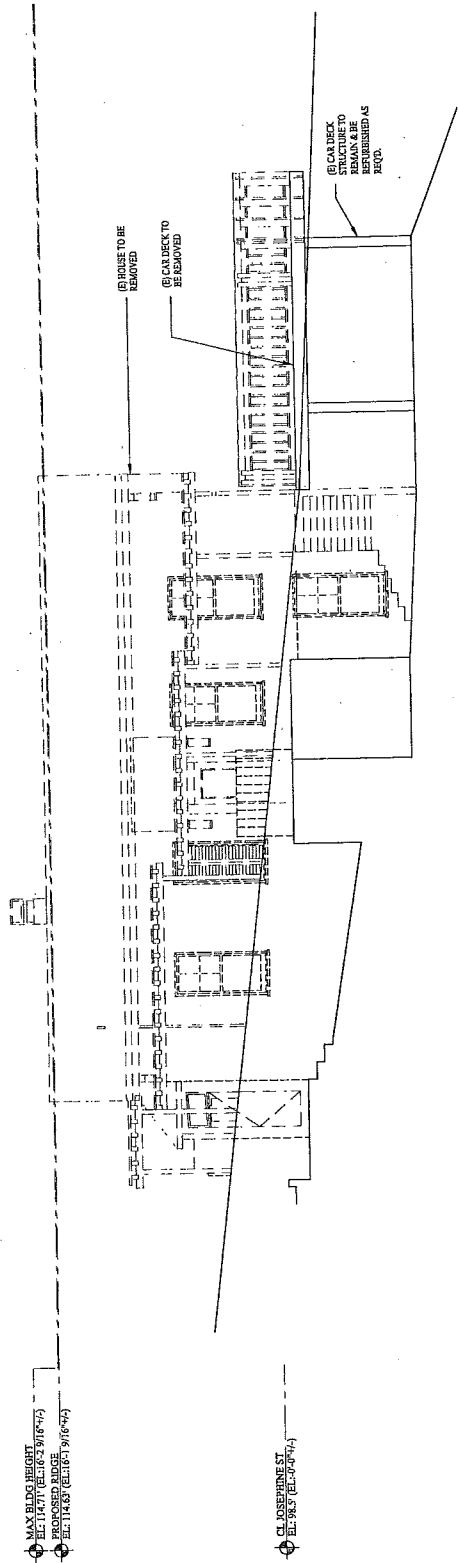 MAX BLDG HEIGHT
EL: 114.71' (EL:16'-2 9/16"+/-)
PROPOSED RIDGE
EL: 114.63' (EL:16'-1 9/16"+/-)
CL JOSEPHINE ST
EL: 98.5' (EL:-0'-0"+/-)
(E) HOUSE TO BE
REMOVED
(E) CAR DECK TO
BE REMOVED
(E) CAR DECK
STRUCTURE TO
REMAIN & BE
REFURBISHED AS
REQ'D.